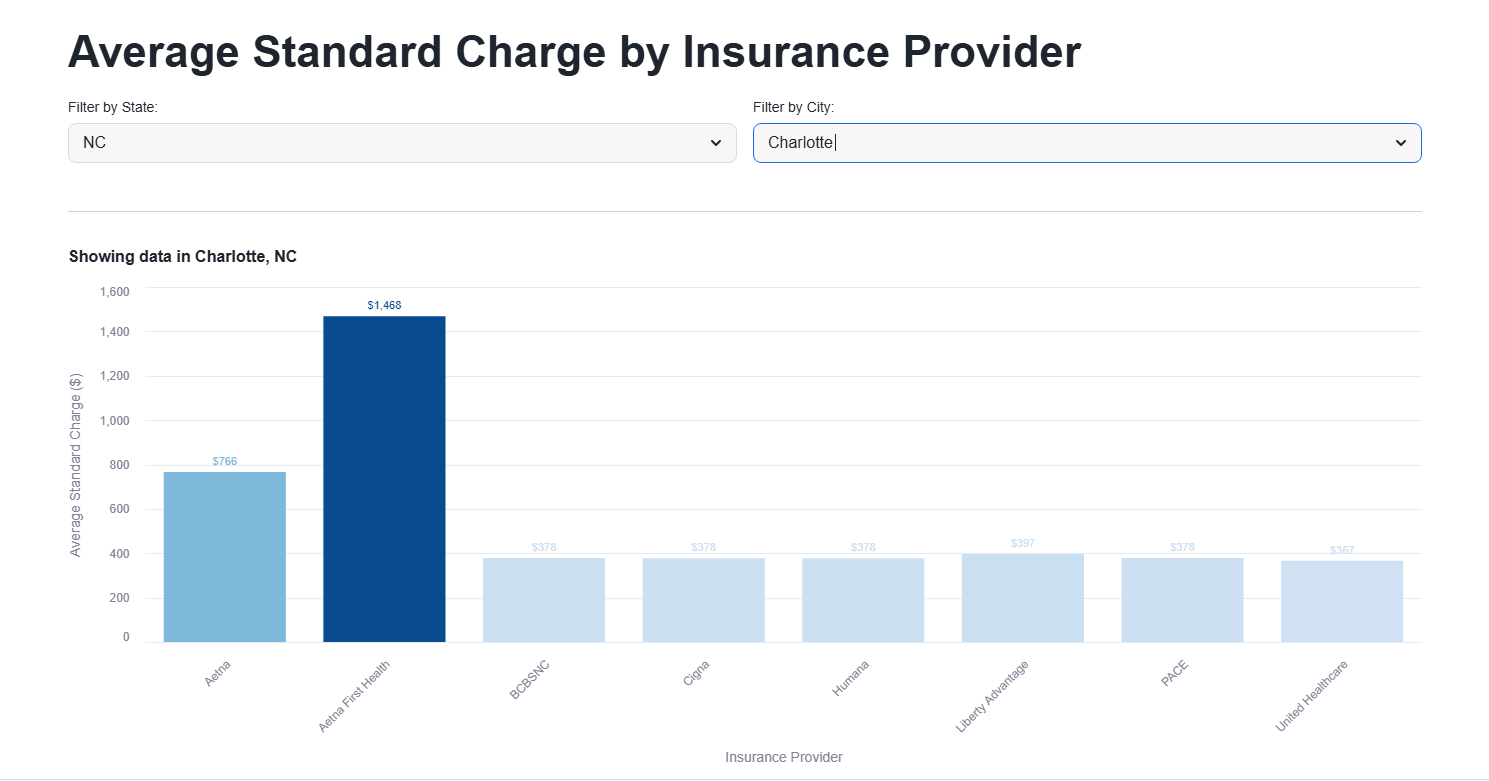 Average Standard Charge by Insurance Provider
Filter by State:
Filter by City:
NC
Charlotte
Showing data in Charlotte, NC
1,600
1,400
1,200
1,000
800
600
400
200
0
Average Standard Charge ($)
$766
$1,468
$378
$378
$378
$397
$378
$367
Aetna
Aetna First Health
BCBSNC
Cigna
Humana
Liberty Advantage
PACE
United Healthcare
Insurance Provider